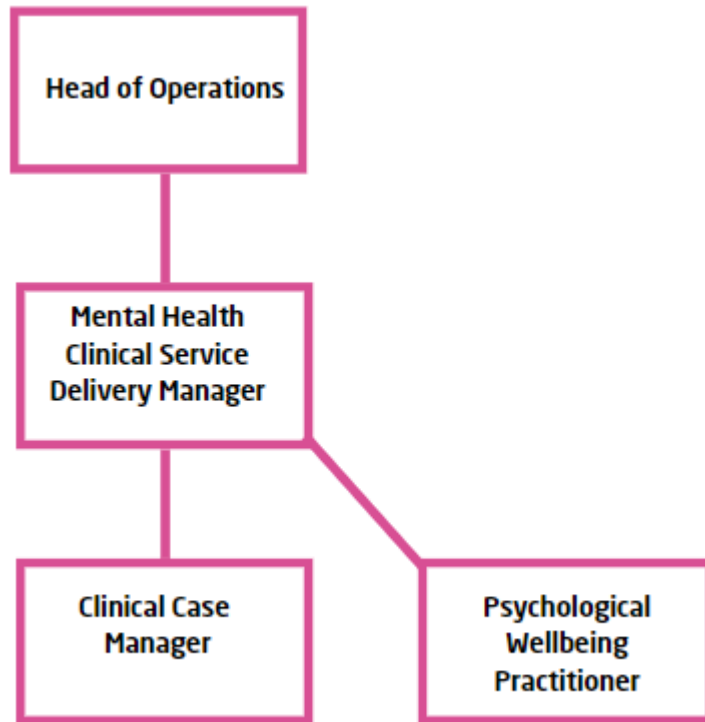 Head of Operations
Mental Health
Clinical Service
Delivery Manager
Clinical Case
Manager
Psychological
Wellbeing
Practitioner